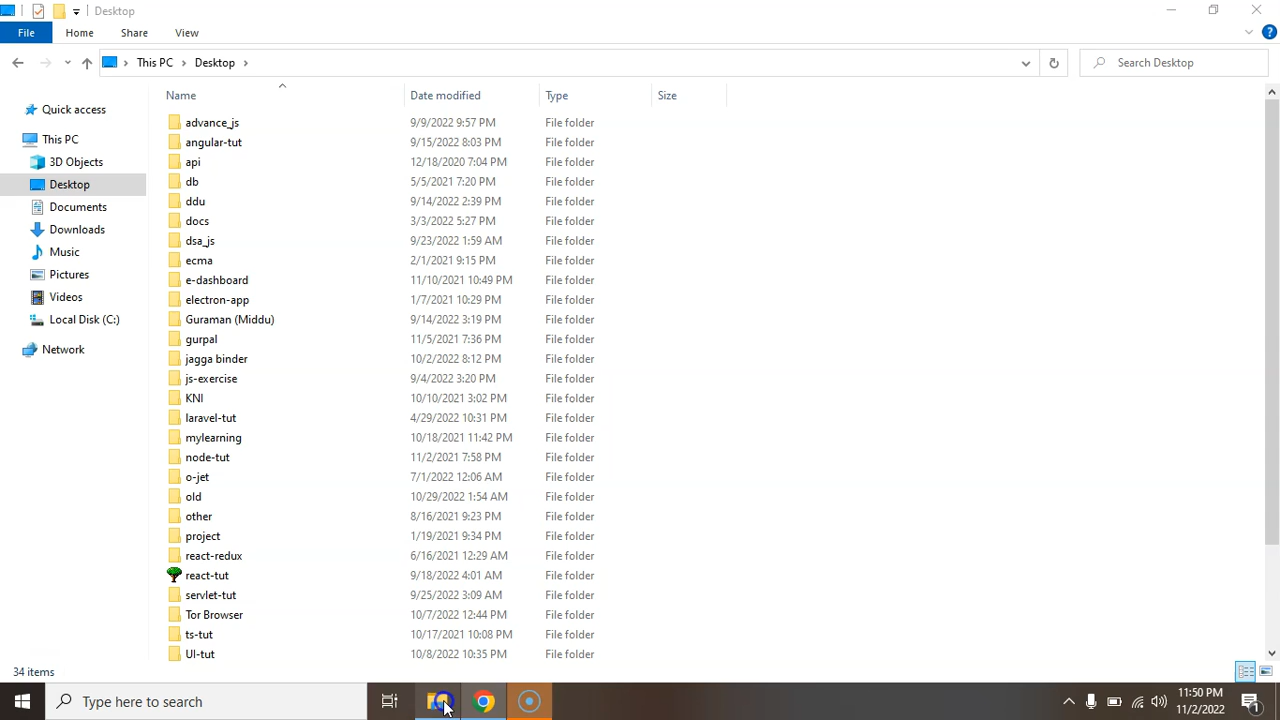 Desktop
File Home Share View
This PC Desktop Search Desktop
Name Date modified Type Size
Quick access
This PC
3D Objects
Desktop
Documents
Downloads
Music
Pictures
Videos
Local Disk (C:)
Network
advance_js 9/9/2022 9:57 PM File folder
angular-tut 9/15/2022 8:03 PM File folder
api 12/18/2020 7:04 PM File folder
db 5/5/2021 7:20 PM File folder
ddu 9/14/2022 2:39 PM File folder
docs 3/3/2022 5:27 PM File folder
dsa_js 9/23/2022 1:59 AM File folder
ecma 2/1/2021 9:15 PM File folder
e-dashboard 11/10/2021 10:49 PM File folder
electron-app 1/7/2021 10:29 PM File folder
Guraman (Middu) 9/14/2022 3:19 PM File folder
gurpal 11/5/2021 7:36 PM File folder
jagga binder 10/2/2022 8:12 PM File folder
js-exercise 9/4/2022 3:20 PM File folder
KNI 10/10/2021 3:02 PM File folder
laravel-tut 4/29/2022 10:31 PM File folder
mylearning 10/18/2021 11:42 PM File folder
node-tut 11/2/2021 7:58 PM File folder
o-jet 7/1/2022 12:06 AM File folder
old 10/29/2022 1:54 AM File folder
other 8/16/2021 9:23 PM File folder
project 1/19/2021 9:34 PM File folder
react-redux 6/16/2021 12:29 AM File folder
react-tut 9/18/2022 4:01 AM File folder
servlet-tut 9/25/2022 3:09 AM File folder
Tor Browser 10/7/2022 12:44 PM File folder
ts-tut 10/17/2021 10:08 PM File folder
UI-tut 10/8/2022 10:35 PM File folder
34 items
Type here to search
11:50 PM
11/2/2022
1